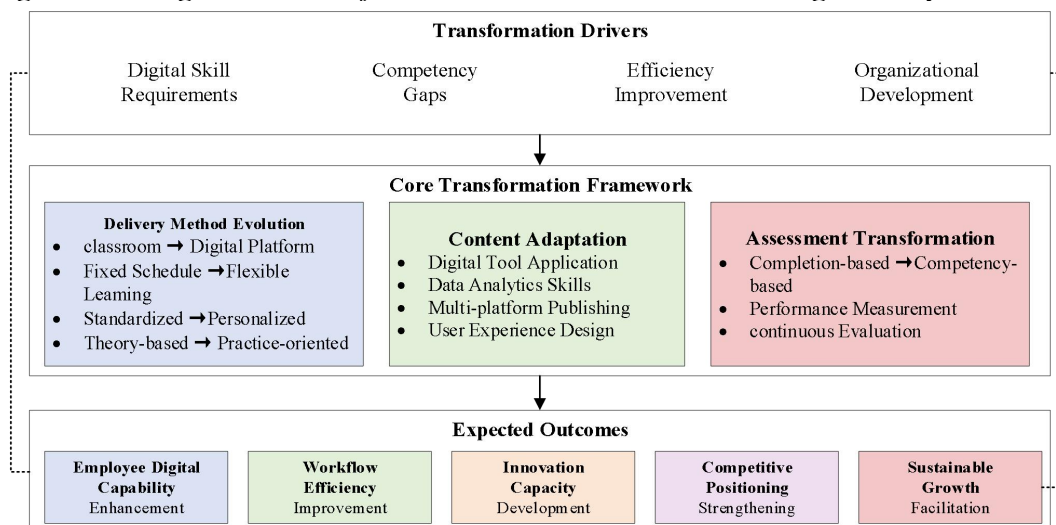 Transformation Drivers
Digital Skill
Requirements
Competency
Gaps
Efficiency
Improvement
Organizational
Development
Core Transformation Framework
Delivery Method Evolution
• classroom → Digital Platform
• Fixed Schedule →Flexible
Learning
• Standardized →Personalized
• Theory-based → Practice-oriented
Content Adaptation
• Digital Tool Application
• Data Analytics Skills
• Multi-platform Publishing
• User Experience Design
Assessment Transformation
• Completion-based →Competency-
based
• Performance Measurement
• continuous Evaluation
Expected Outcomes
Employee Digital
Capability
Enhancement
Workflow
Efficiency
Improvement
Innovation
Capacity
Development
Competitive
Positioning
Strengthening
Sustainable
Growth
Facilitation